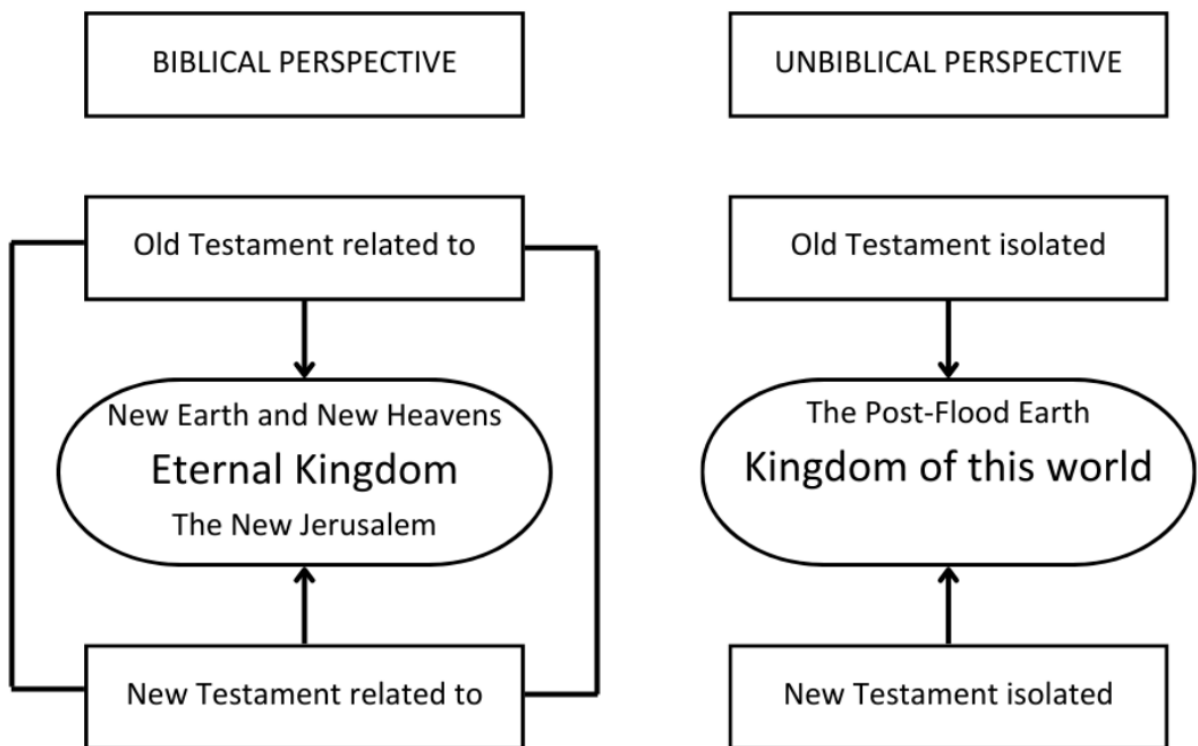 BIBLICAL PERSPECTIVE
Old Testament related to
New Earth and New Heavens
Eternal Kingdom
The New Jerusalem
New Testament related to
UNBIBLICAL PERSPECTIVE
Old Testament isolated
The Post-Flood Earth
Kingdom of this world
New Testament isolated